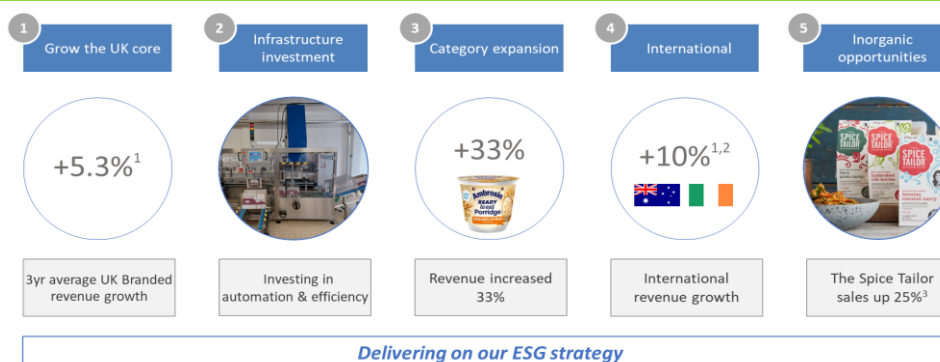 1
Grow the UK core
2
Infrastructure
investment
3
Category expansion
4
International
5
Inorganic
opportunities
+5.3%¹
+33%
Ambrosia
READY
to eat
Porridge
+10%¹,²
SPICE
TAILOR
SPICE
TAILOR
SPICE
TAILOR
3yr average UK Branded
revenue growth
Investing in
automation & efficiency
Revenue increased
33%
International
revenue growth
The Spice Tailor
sales up 25%³
Delivering on our ESG strategy